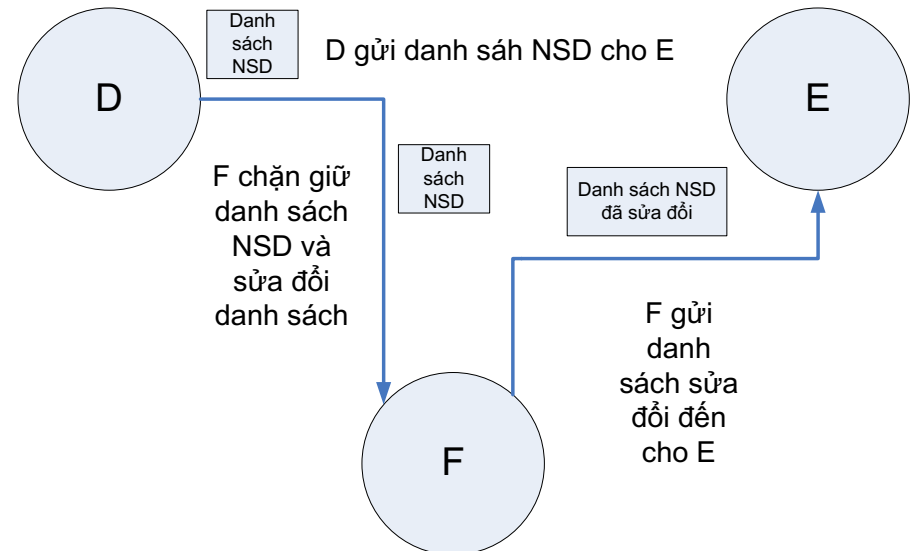 Danh
sách
NSD
D gửi danh sáh NSD cho E
D
E
Danh
sách
NSD
F chặn giữ
danh sách
NSD và
sửa đổi
danh sách
Danh sách NSD
đã sửa đổi
F gửi
danh
sách sửa
đổi đến
cho E
F